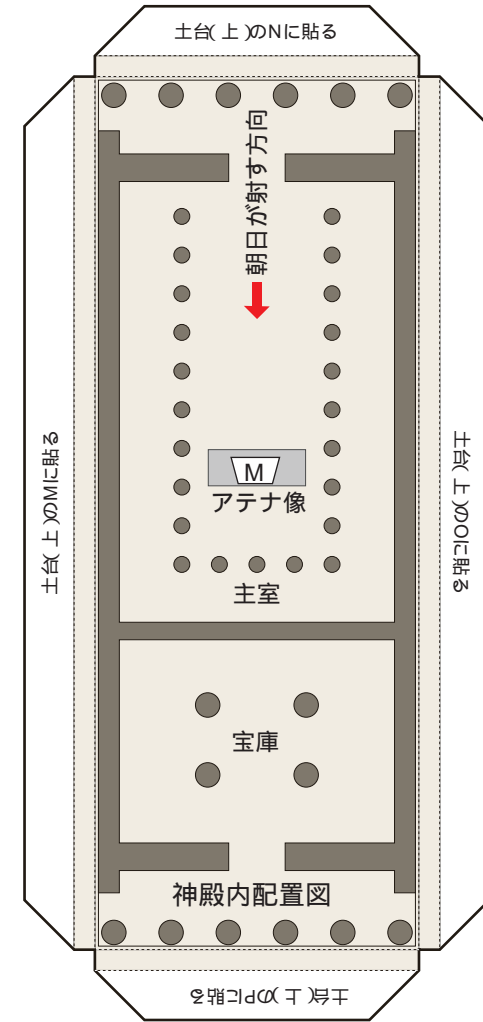 土台(上)のNに貼る
朝日が射す方向
土台(上)のMに貼る
土台(上)のOに貼る
M
アテナ像
主室
宝庫
神殿内配置図
土台(上)のPに貼る